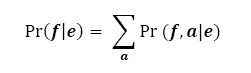 Pr(f|e) = ∑ Pr (f, a|e)
a